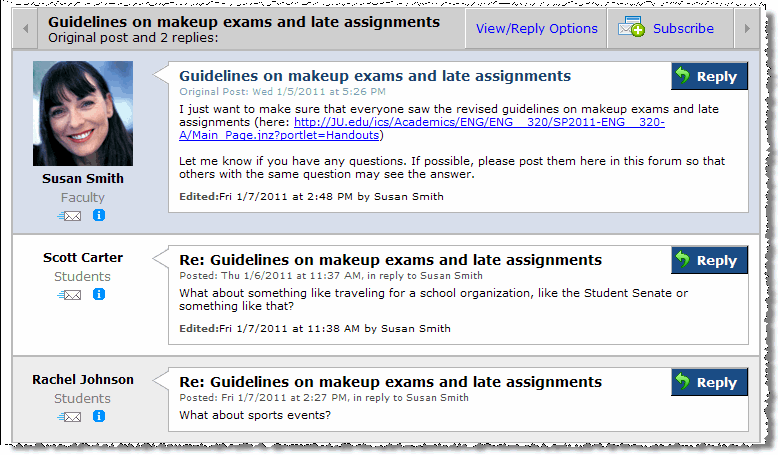 Guidelines on makeup exams and late assignments
Original post and 2 replies:
View/Reply Options
Subscribe
Guidelines on makeup exams and late assignments
Reply
Original Post: Wed 1/5/2011 at 5:26 PM
I just want to make sure that everyone saw the revised guidelines on makeup exams and late
assignments (here: http://JU.edu/ics/Academics/ENG/ENG__320/SP2011-ENG__320-
A/Main_Page.jnz?portlet=Handouts)
Let me know if you have any questions. If possible, please post them here in this forum so that
others with the same question may see the answer.
Edited:Fri 1/7/2011 at 2:48 PM by Susan Smith
Susan Smith
Faculty
Scott Carter
Students
Re: Guidelines on makeup exams and late assignments
Reply
Posted: Thu 1/6/2011 at 11:37 AM, in reply to Susan Smith
What about something like traveling for a school organization, like the Student Senate or
something like that?
Edited:Fri 1/7/2011 at 11:38 AM by Susan Smith
Rachel Johnson
Students
Re: Guidelines on makeup exams and late assignments
Reply
Posted: Fri 1/7/2011 at 2:27 PM, in reply to Susan Smith
What about sports events?